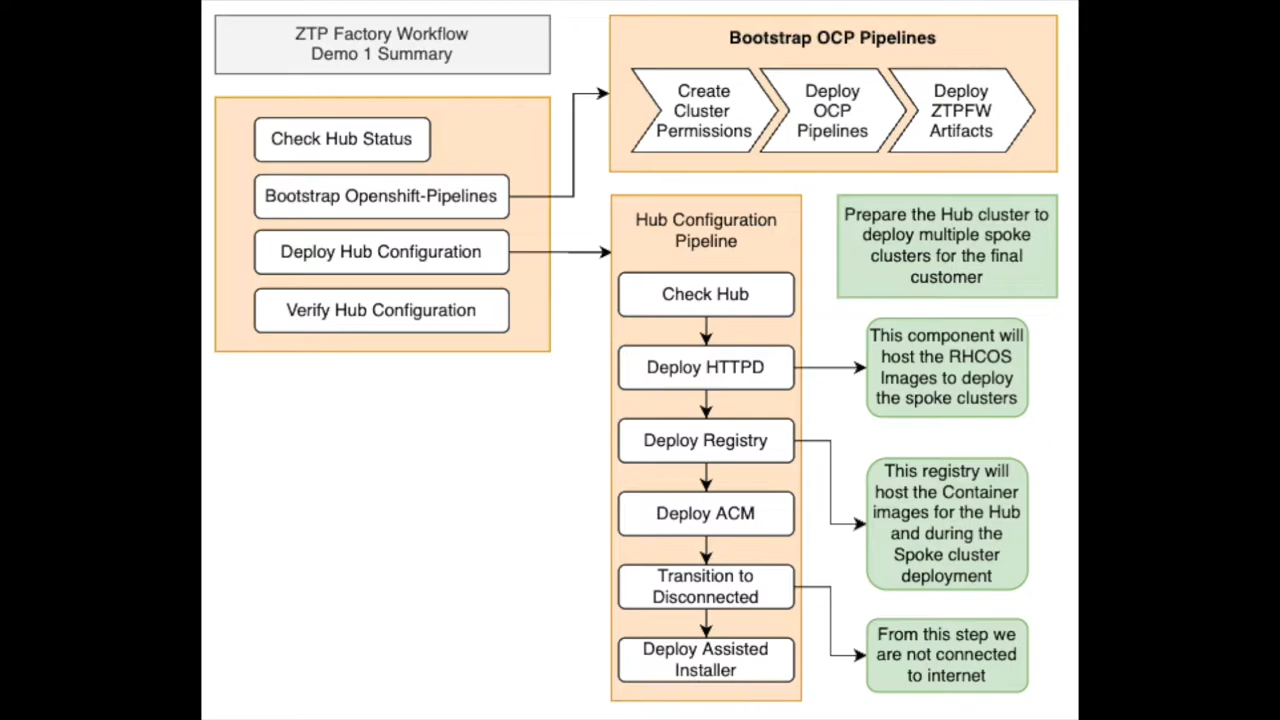 ZTP Factory Workflow
Demo 1 Summary
Check Hub Status
Bootstrap Openshift-Pipelines
Deploy Hub Configuration
Verify Hub Configuration
Bootstrap OCP Pipelines
Create
Cluster
Permissions
Deploy
OCP
Pipelines
Deploy
ZTPFW
Artifacts
Hub Configuration
Pipeline
Check Hub
Deploy HTTPD
Deploy Registry
Deploy ACM
Transition to
Disconnected
Deploy Assisted
Installer
Prepare the Hub cluster to
deploy multiple spoke
clusters for the final
customer
This component will
host the RHCOS
Images to deploy
the spoke clusters
This registry will
host the Container
images for the Hub
and during the
Spoke cluster
deployment
From this step we
are not connected
to internet